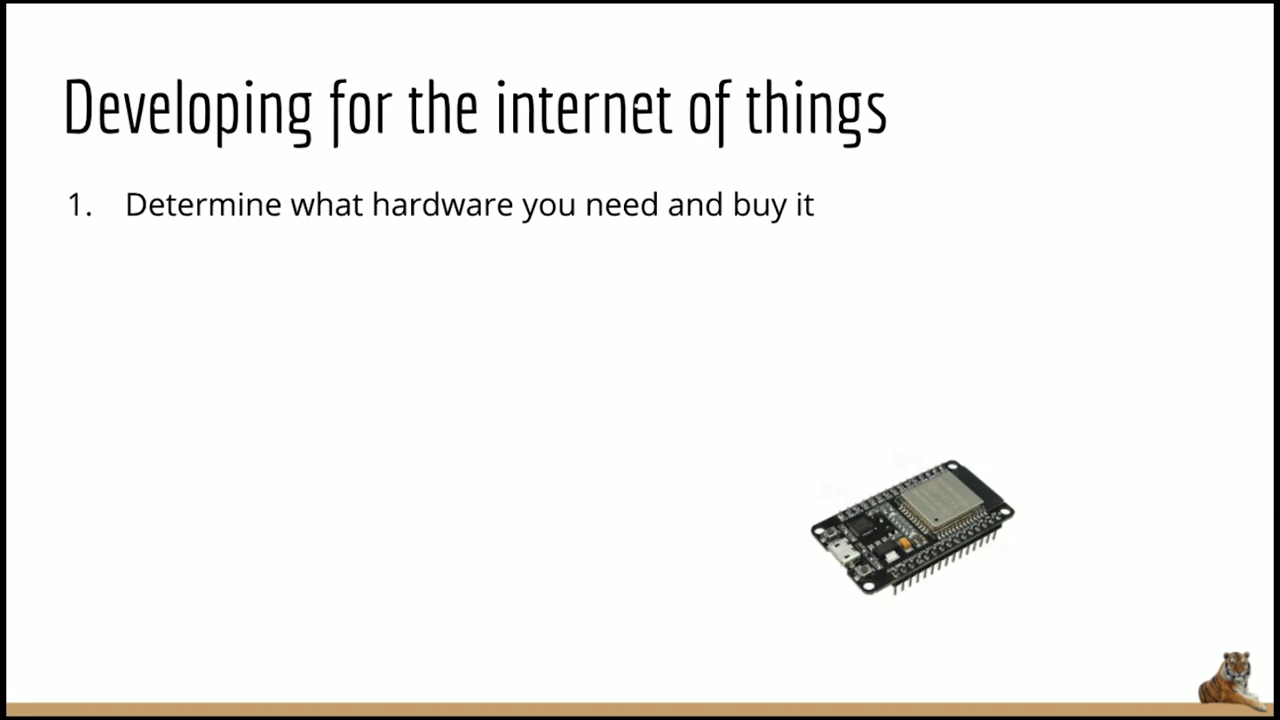 Developing for the internet of things
1. Determine what hardware you need and buy it